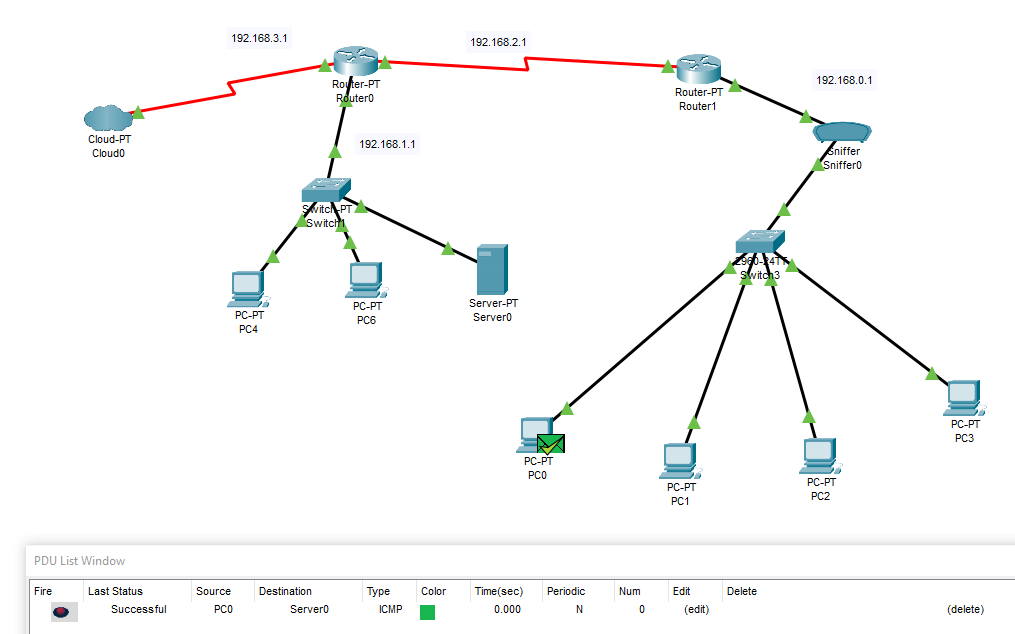 192.168.3.1
192.168.2.1
Router-PT
Router0
Router-PT
Router1
192.168.0.1
Cloud-PT
Cloud0
192.168.1.1
Sniffer
Sniffer0
Switch-PT
Switch1
2960-24TT
Switch3
PC-PT
PC4
PC-PT
PC6
Server-PT
Server0
PC-PT
PC0
PC-PT
PC1
PC-PT
PC2
PC-PT
PC3
PDU List Window
Fire Last Status Source Destination Type Color Time(sec) Periodic Num Edit Delete
Successful PC0 Server0 ICMP 0.000 N 0 (edit) (delete)